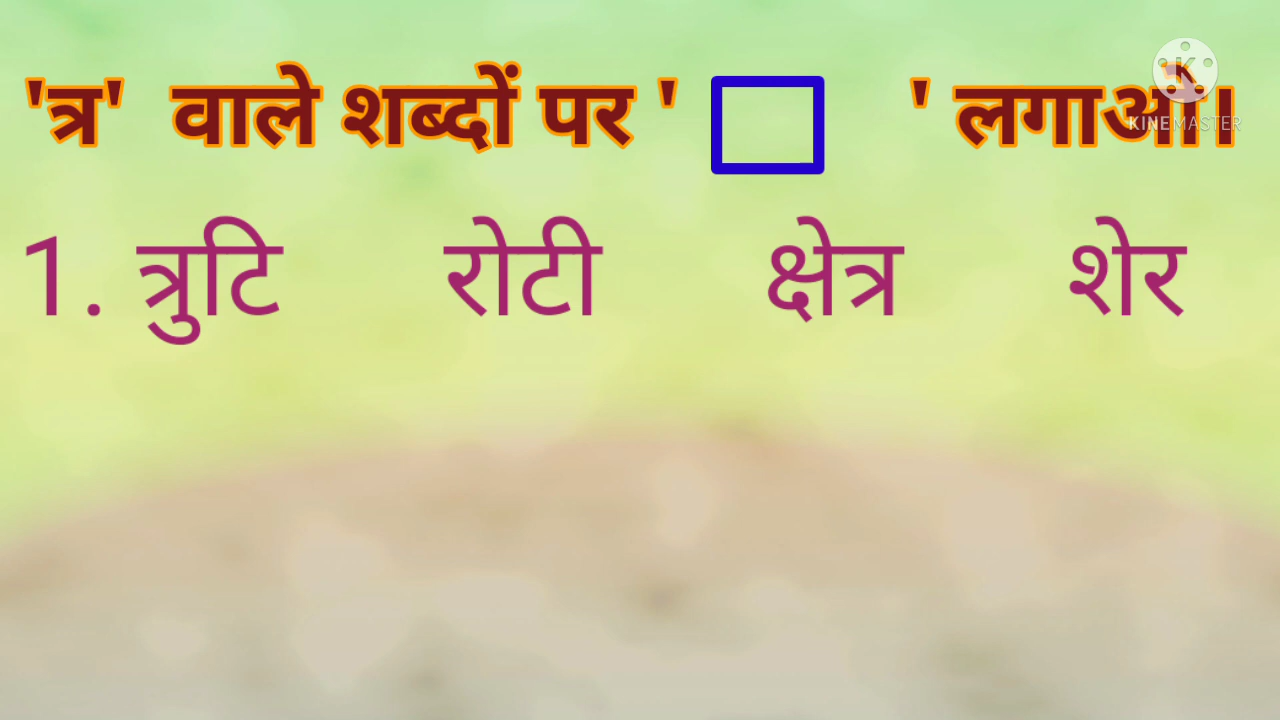 'त्र' वाले शब्दों पर ' ' लगाओ।
KINEMASTER
1. त्रुटि रोटी क्षेत्र शेर